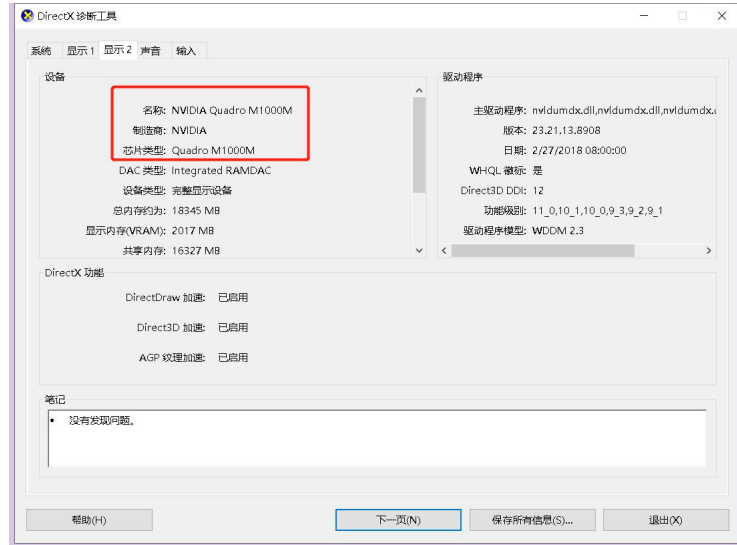 DirectX 诊断工具
系统 显示 1 显示 2 声音 输入
设备
名称: NVIDIA Quadro M1000M
制造商: NVIDIA
芯片类型: Quadro M1000M
DAC 类型: Integrated RAMDAC
设备类型: 完整显示设备
总内存约为: 18345 MB
显示内存(VRAM): 2017 MB
共享内存: 16327 MB
驱动程序
主驱动程序: nvldumdx.dll,nvldumdx.dll,nvldumdx.
版本: 23.21.13.8908
日期: 2/27/2018 08:00:00
WHQL 徽标: 是
Direct3D DDI: 12
功能级别: 11_0,10_1,10_0,9_3,9_2,9_1
驱动程序模型: WDDM 2.3
DirectX 功能
DirectDraw 加速: 已启用
Direct3D 加速: 已启用
AGP 纹理加速: 已启用
笔记
• 没有发现问题。
帮助(H) 下一页(N) 保存所有信息(S)... 退出(X)